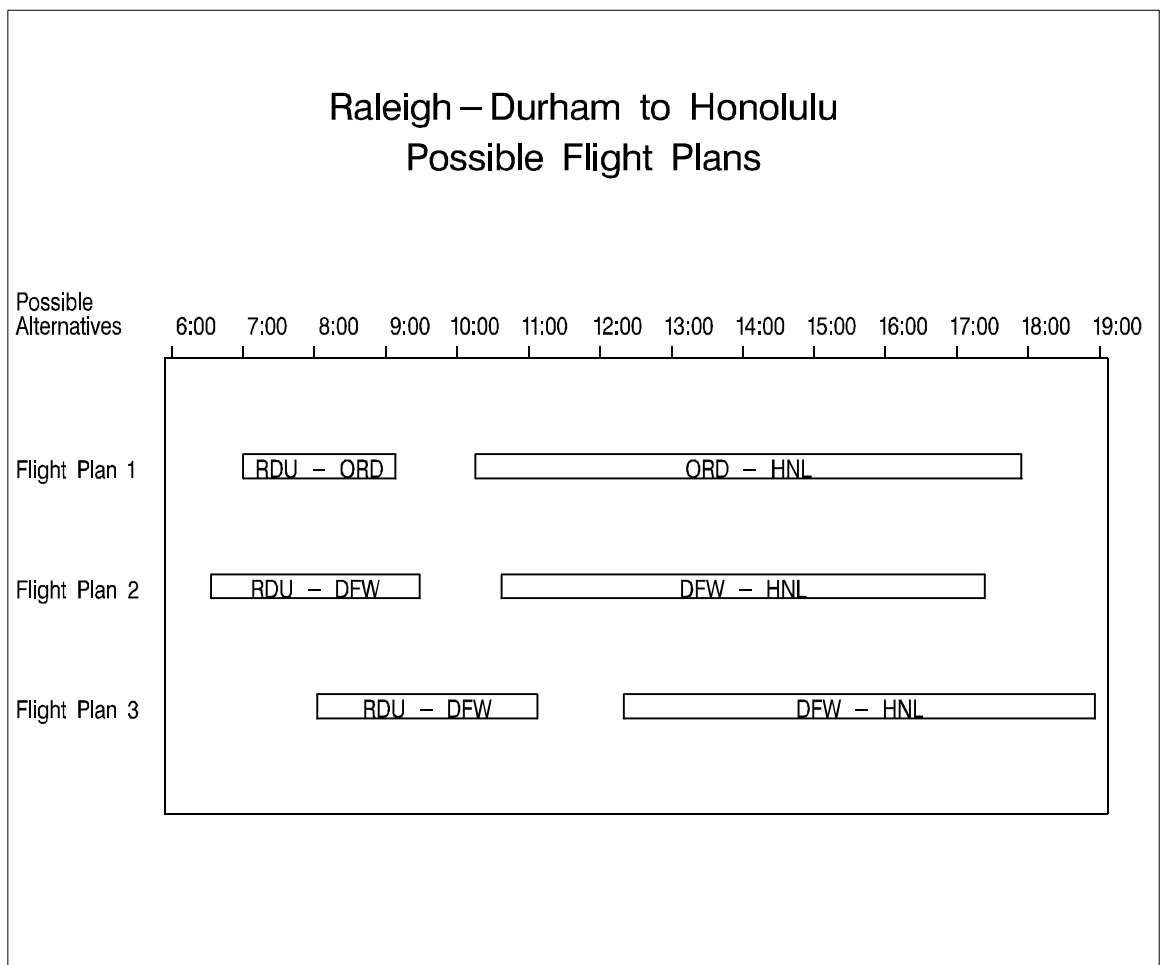 Raleigh – Durham to Honolulu
Possible Flight Plans
Possible
Alternatives 6:00 7:00 8:00 9:00 10:00 11:00 12:00 13:00 14:00 15:00 16:00 17:00 18:00 19:00
Flight Plan 1 RDU – ORD ORD – HNL
Flight Plan 2 RDU – DFW DFW – HNL
Flight Plan 3 RDU – DFW DFW – HNL